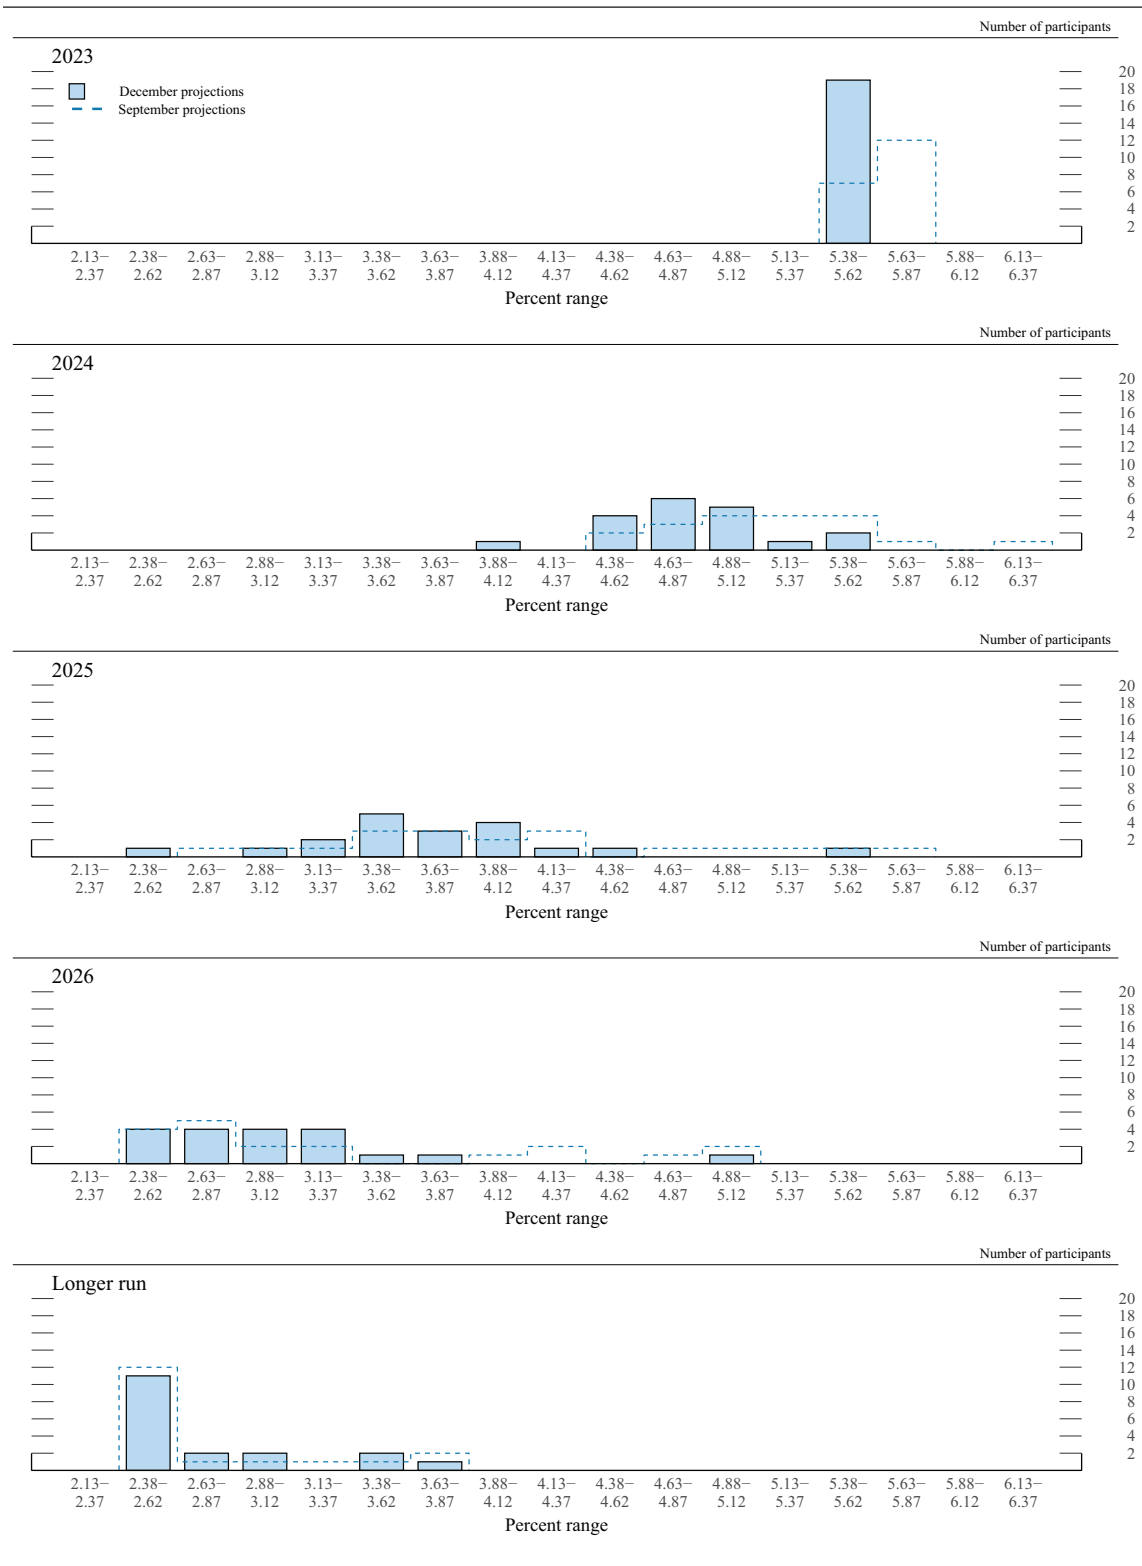 Number of participants
2023
December projections
September projections
20
18
16
14
12
10
8
6
4
2
2.13– 2.38– 2.63– 2.88– 3.13– 3.38– 3.63– 3.88– 4.13– 4.38– 4.63– 4.88– 5.13– 5.38– 5.63– 5.88– 6.13–
2.37 2.62 2.87 3.12 3.37 3.62 3.87 4.12 4.37 4.62 4.87 5.12 5.37 5.62 5.87 6.12 6.37
Percent range
Number of participants
2024
20
18
16
14
12
10
8
6
4
2
2.13– 2.38– 2.63– 2.88– 3.13– 3.38– 3.63– 3.88– 4.13– 4.38– 4.63– 4.88– 5.13– 5.38– 5.63– 5.88– 6.13–
2.37 2.62 2.87 3.12 3.37 3.62 3.87 4.12 4.37 4.62 4.87 5.12 5.37 5.62 5.87 6.12 6.37
Percent range
Number of participants
2025
20
18
16
14
12
10
8
6
4
2
2.13– 2.38– 2.63– 2.88– 3.13– 3.38– 3.63– 3.88– 4.13– 4.38– 4.63– 4.88– 5.13– 5.38– 5.63– 5.88– 6.13–
2.37 2.62 2.87 3.12 3.37 3.62 3.87 4.12 4.37 4.62 4.87 5.12 5.37 5.62 5.87 6.12 6.37
Percent range
Number of participants
2026
20
18
16
14
12
10
8
6
4
2
2.13– 2.38– 2.63– 2.88– 3.13– 3.38– 3.63– 3.88– 4.13– 4.38– 4.63– 4.88– 5.13– 5.38– 5.63– 5.88– 6.13–
2.37 2.62 2.87 3.12 3.37 3.62 3.87 4.12 4.37 4.62 4.87 5.12 5.37 5.62 5.87 6.12 6.37
Percent range
Number of participants
Longer run
20
18
16
14
12
10
8
6
4
2
2.13– 2.38– 2.63– 2.88– 3.13– 3.38– 3.63– 3.88– 4.13– 4.38– 4.63– 4.88– 5.13– 5.38– 5.63– 5.88– 6.13–
2.37 2.62 2.87 3.12 3.37 3.62 3.87 4.12 4.37 4.62 4.87 5.12 5.37 5.62 5.87 6.12 6.37
Percent range